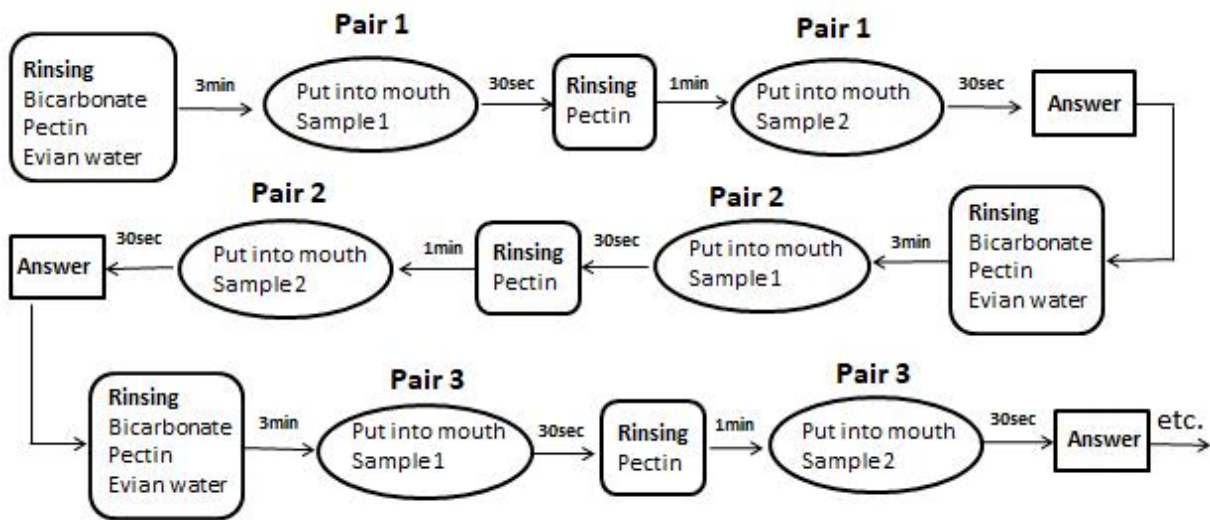 Pair 1
Pair 1
Rinsing
Bicarbonate
Pectin
Evian water
3min
Put into mouth
Sample 1
30sec
Rinsing
Pectin
1min
Put into mouth
Sample 2
30sec
Answer
Pair 2
Pair 2
Answer
30sec
Put into mouth
Sample 2
1min
Rinsing
Pectin
30sec
Put into mouth
Sample 1
3min
Rinsing
Bicarbonate
Pectin
Evian water
Pair 3
Pair 3
Rinsing
Bicarbonate
Pectin
Evian water
3min
Put into mouth
Sample 1
30sec
Rinsing
Pectin
1min
Put into mouth
Sample 2
30sec
Answer
etc.